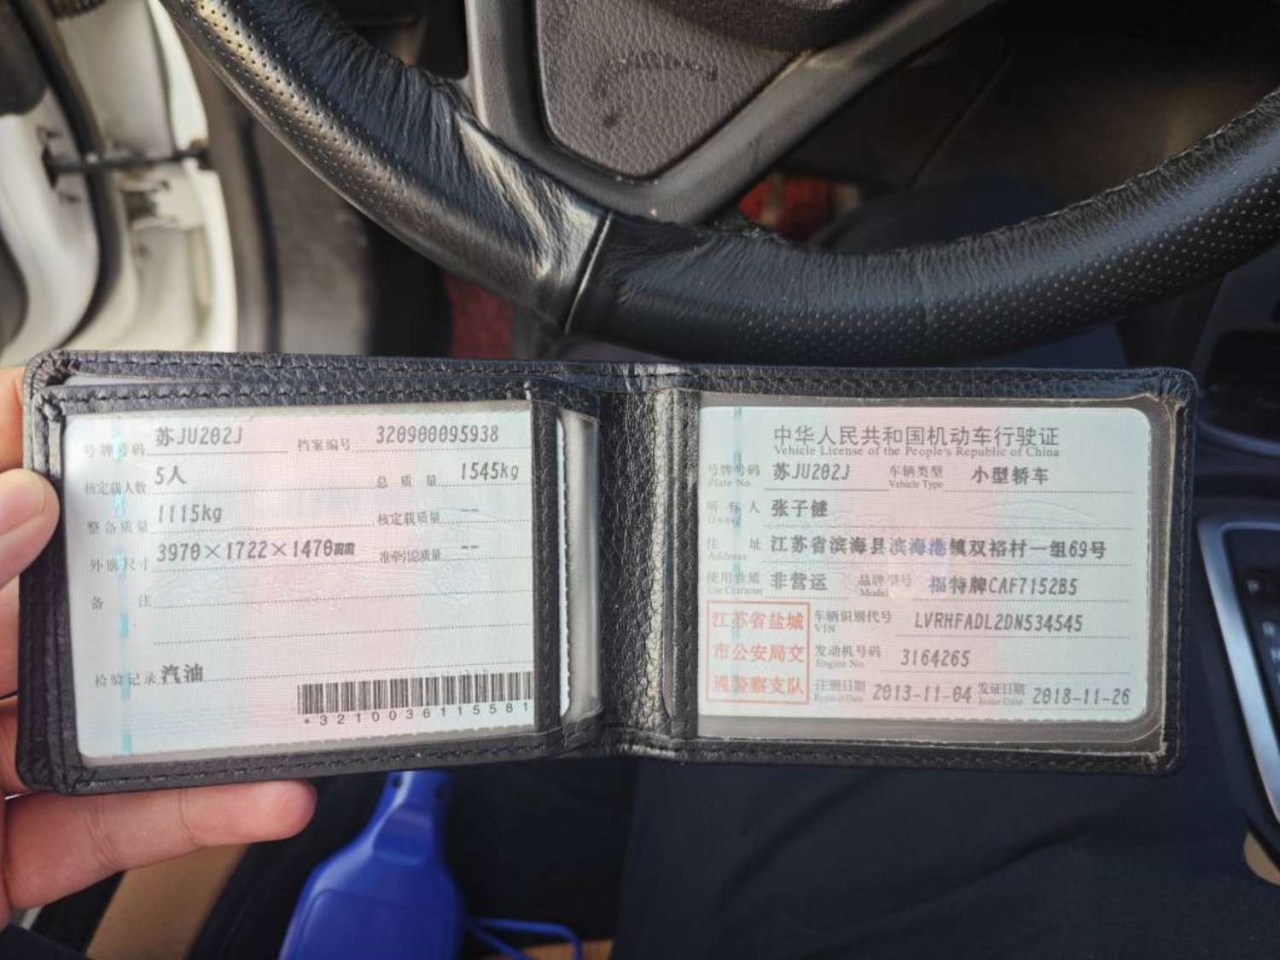 号牌号码 苏JU202J 档案编号 320900095938
核定载人数 5人 总质量 1545kg
整备质量 1115kg 核定载质量 --
外廓尺寸 3970×1722×1470mm 准牵引总质量 --
备注
检验记录 汽油
*3210036115581
中华人民共和国机动车行驶证
Vehicle License of the People's Republic of China
号牌号码 苏JU202J 车辆类型 小型轿车
Plate No. Vehicle Type
所有人 张子健
Owner
住址 江苏省滨海县滨海港镇双裕村一组69号
Address
使用性质 非营运 品牌型号 福特牌CAF7152B5
Use Character Model
江苏省盐城
市公安局交
通警察支队
车辆识别代号 LVRHFADL2DN534545
VIN
发动机号码 3164265
Engine No.
注册日期 2013-11-04 发证日期 2018-11-26
Register Date Issue Date